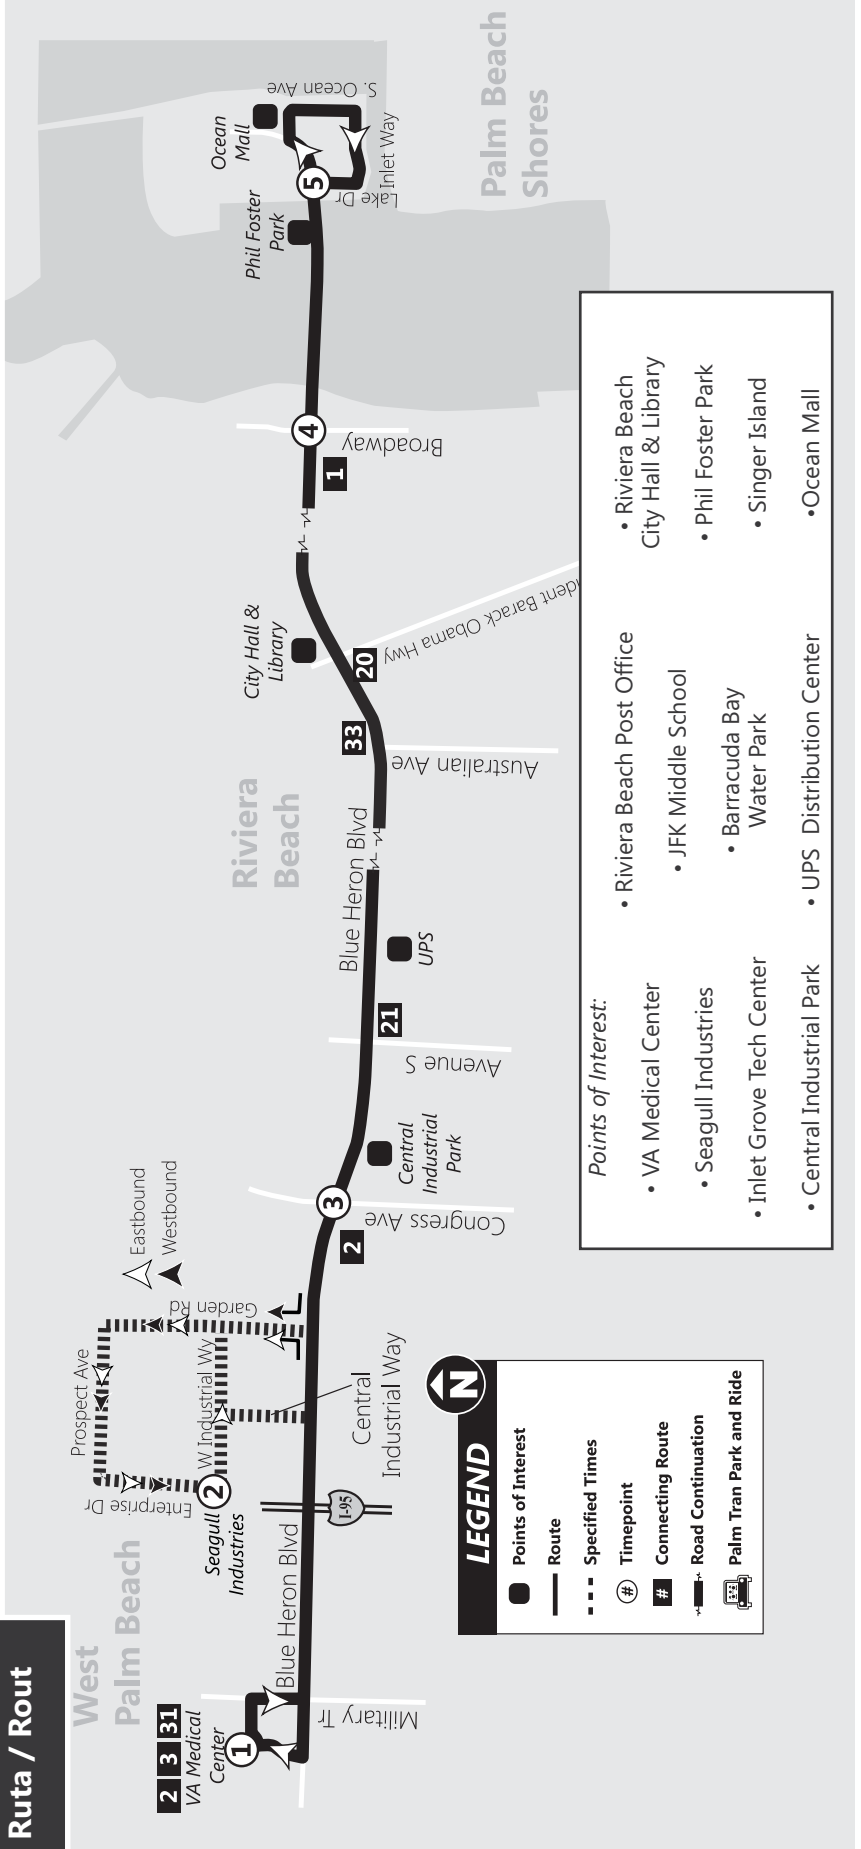 Ruta / Rout
West
Palm Beach
2 3 31
VA Medical
Center
1
Military Tr
Blue Heron Blvd
I-95
Seagull
Industries
2
Enterprise Dr
Prospect Ave
W Industrial Wy
Central
Industrial Way
Garden Rd
Eastbound
Westbound
2
3
Congress Ave
Central
Industrial
Park
Avenue S
21
UPS
Blue Heron Blvd
Riviera
Beach
Australian Ave
33
20
City Hall &
Library
dent Barack Obama Hwy
1
4
Broadway
Phil Foster
Park
5
Ocean
Mall
S. Ocean Ave
Inlet Way
Lake Dr
Palm Beach
Shores
LEGEND
N
Points of Interest
Route
Specified Times
# Timepoint
# Connecting Route
Road Continuation
Palm Tran Park and Ride
Points of Interest:
• VA Medical Center
• Seagull Industries
• Inlet Grove Tech Center
• Central Industrial Park
• Riviera Beach Post Office
• JFK Middle School
• Barracuda Bay
Water Park
• UPS Distribution Center
• Riviera Beach
City Hall & Library
• Phil Foster Park
• Singer Island
•Ocean Mall